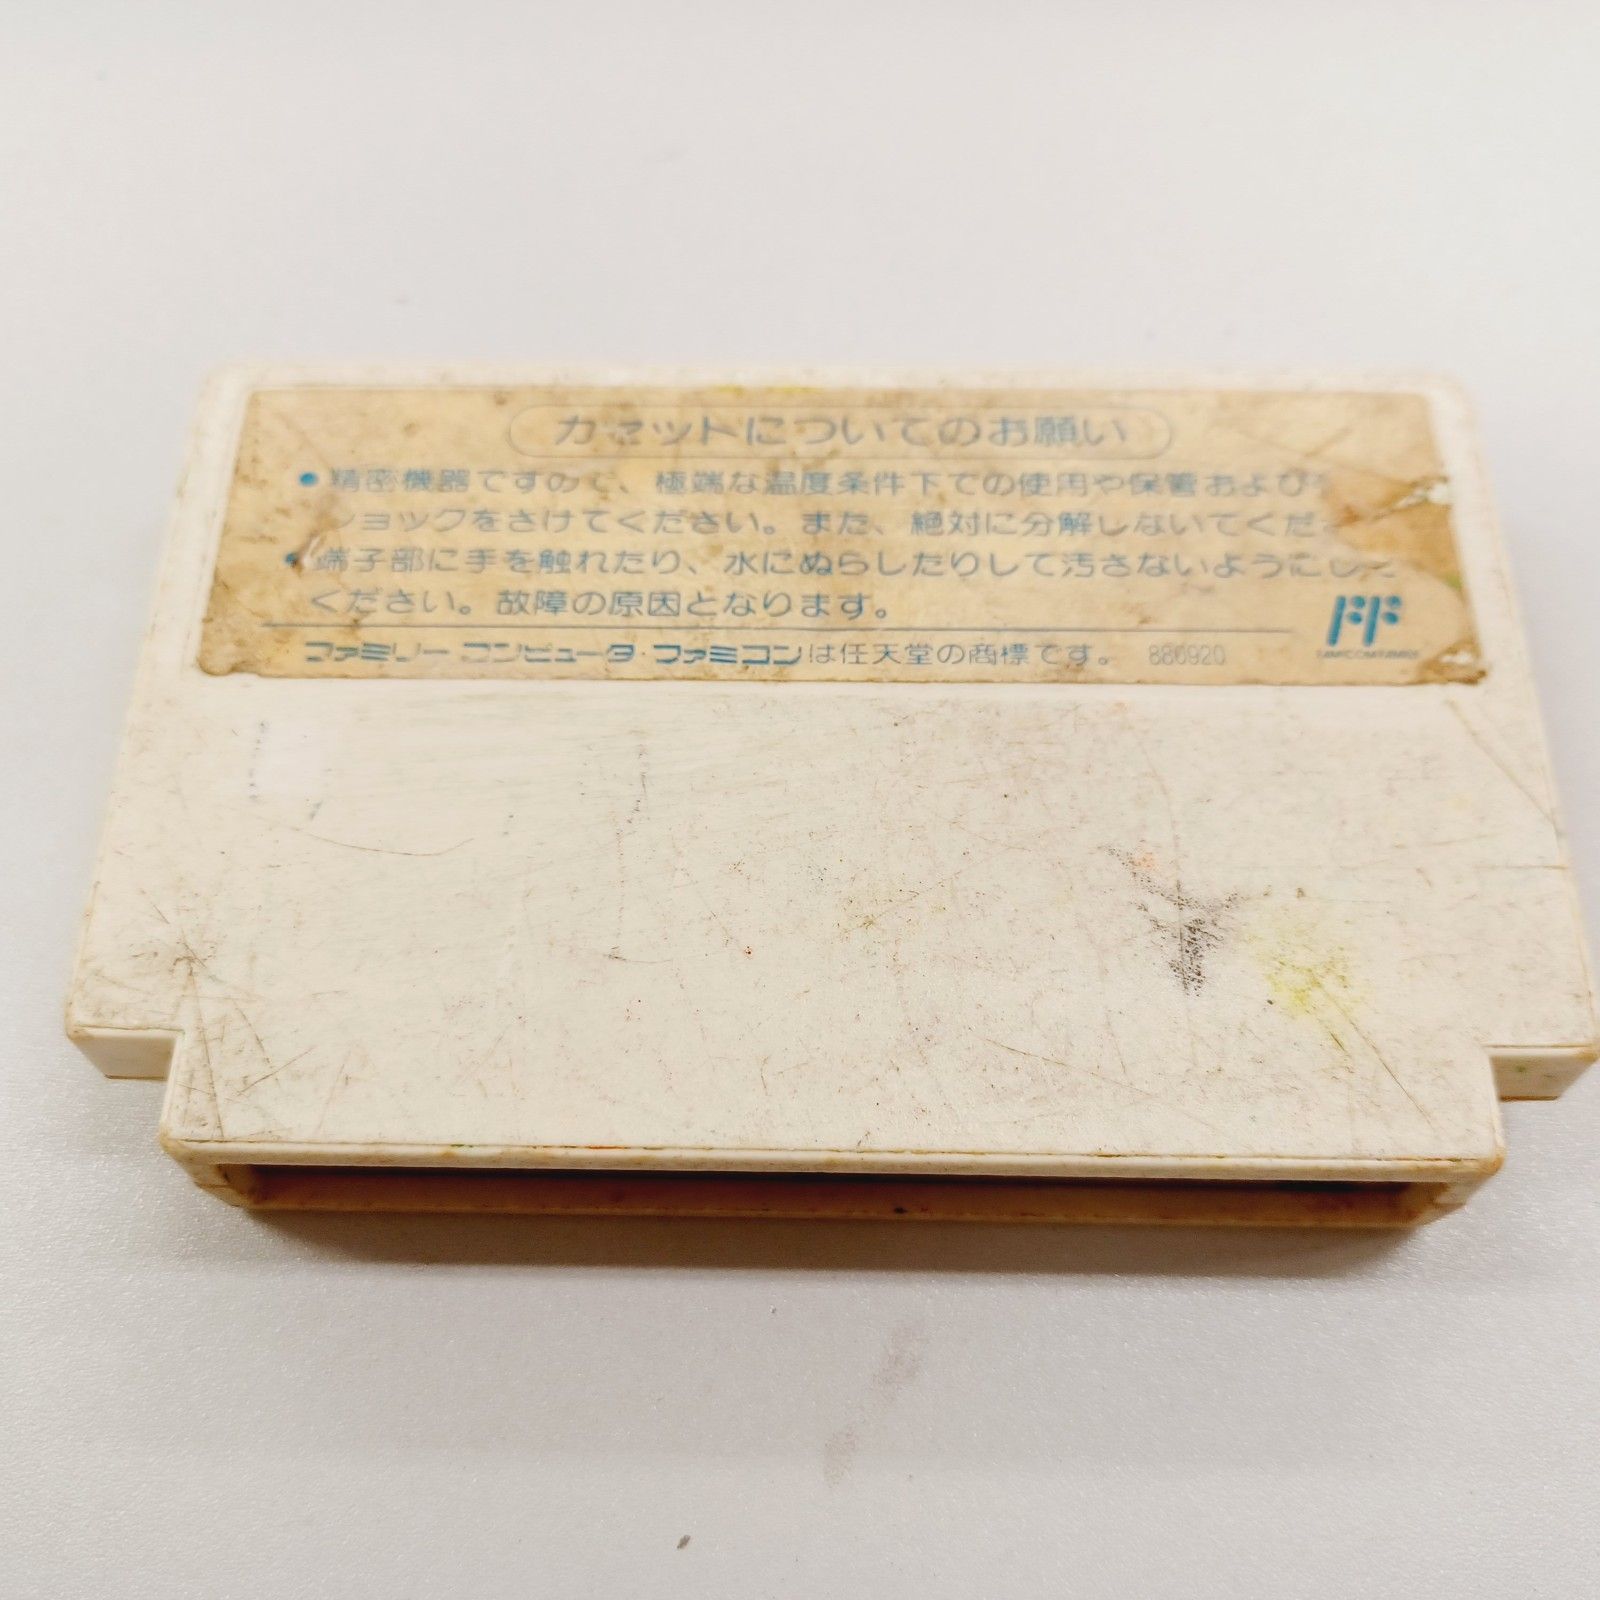 カセットについてのお願い
● 精密機器ですので、極端な温度条件下での使用や保管および
ショックをさけてください。また、絶対に分解しないでくださ
● 端子部に手を触れたり、水にぬらしたりして汚さないようにして
ください。故障の原因となります。
ファミリー コンピュータ・ファミコンは任天堂の商標です。 886920
FF